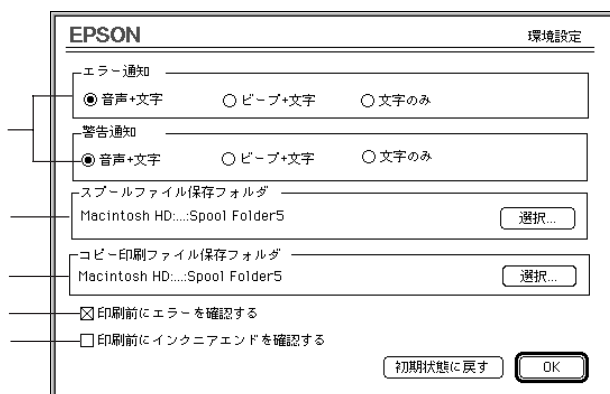 EPSON 環境設定
エラー通知
音声+文字 ビープ+文字 文字のみ
警告通知
音声+文字 ビープ+文字 文字のみ
スプールファイル保存フォルダ
Macintosh HD:...:Spool Folder5 選択...
コピー印刷ファイル保存フォルダ
Macintosh HD:...:Spool Folder5 選択...
印刷前にエラーを確認する
印刷前にインクニアエンドを確認する
初期状態に戻す OK